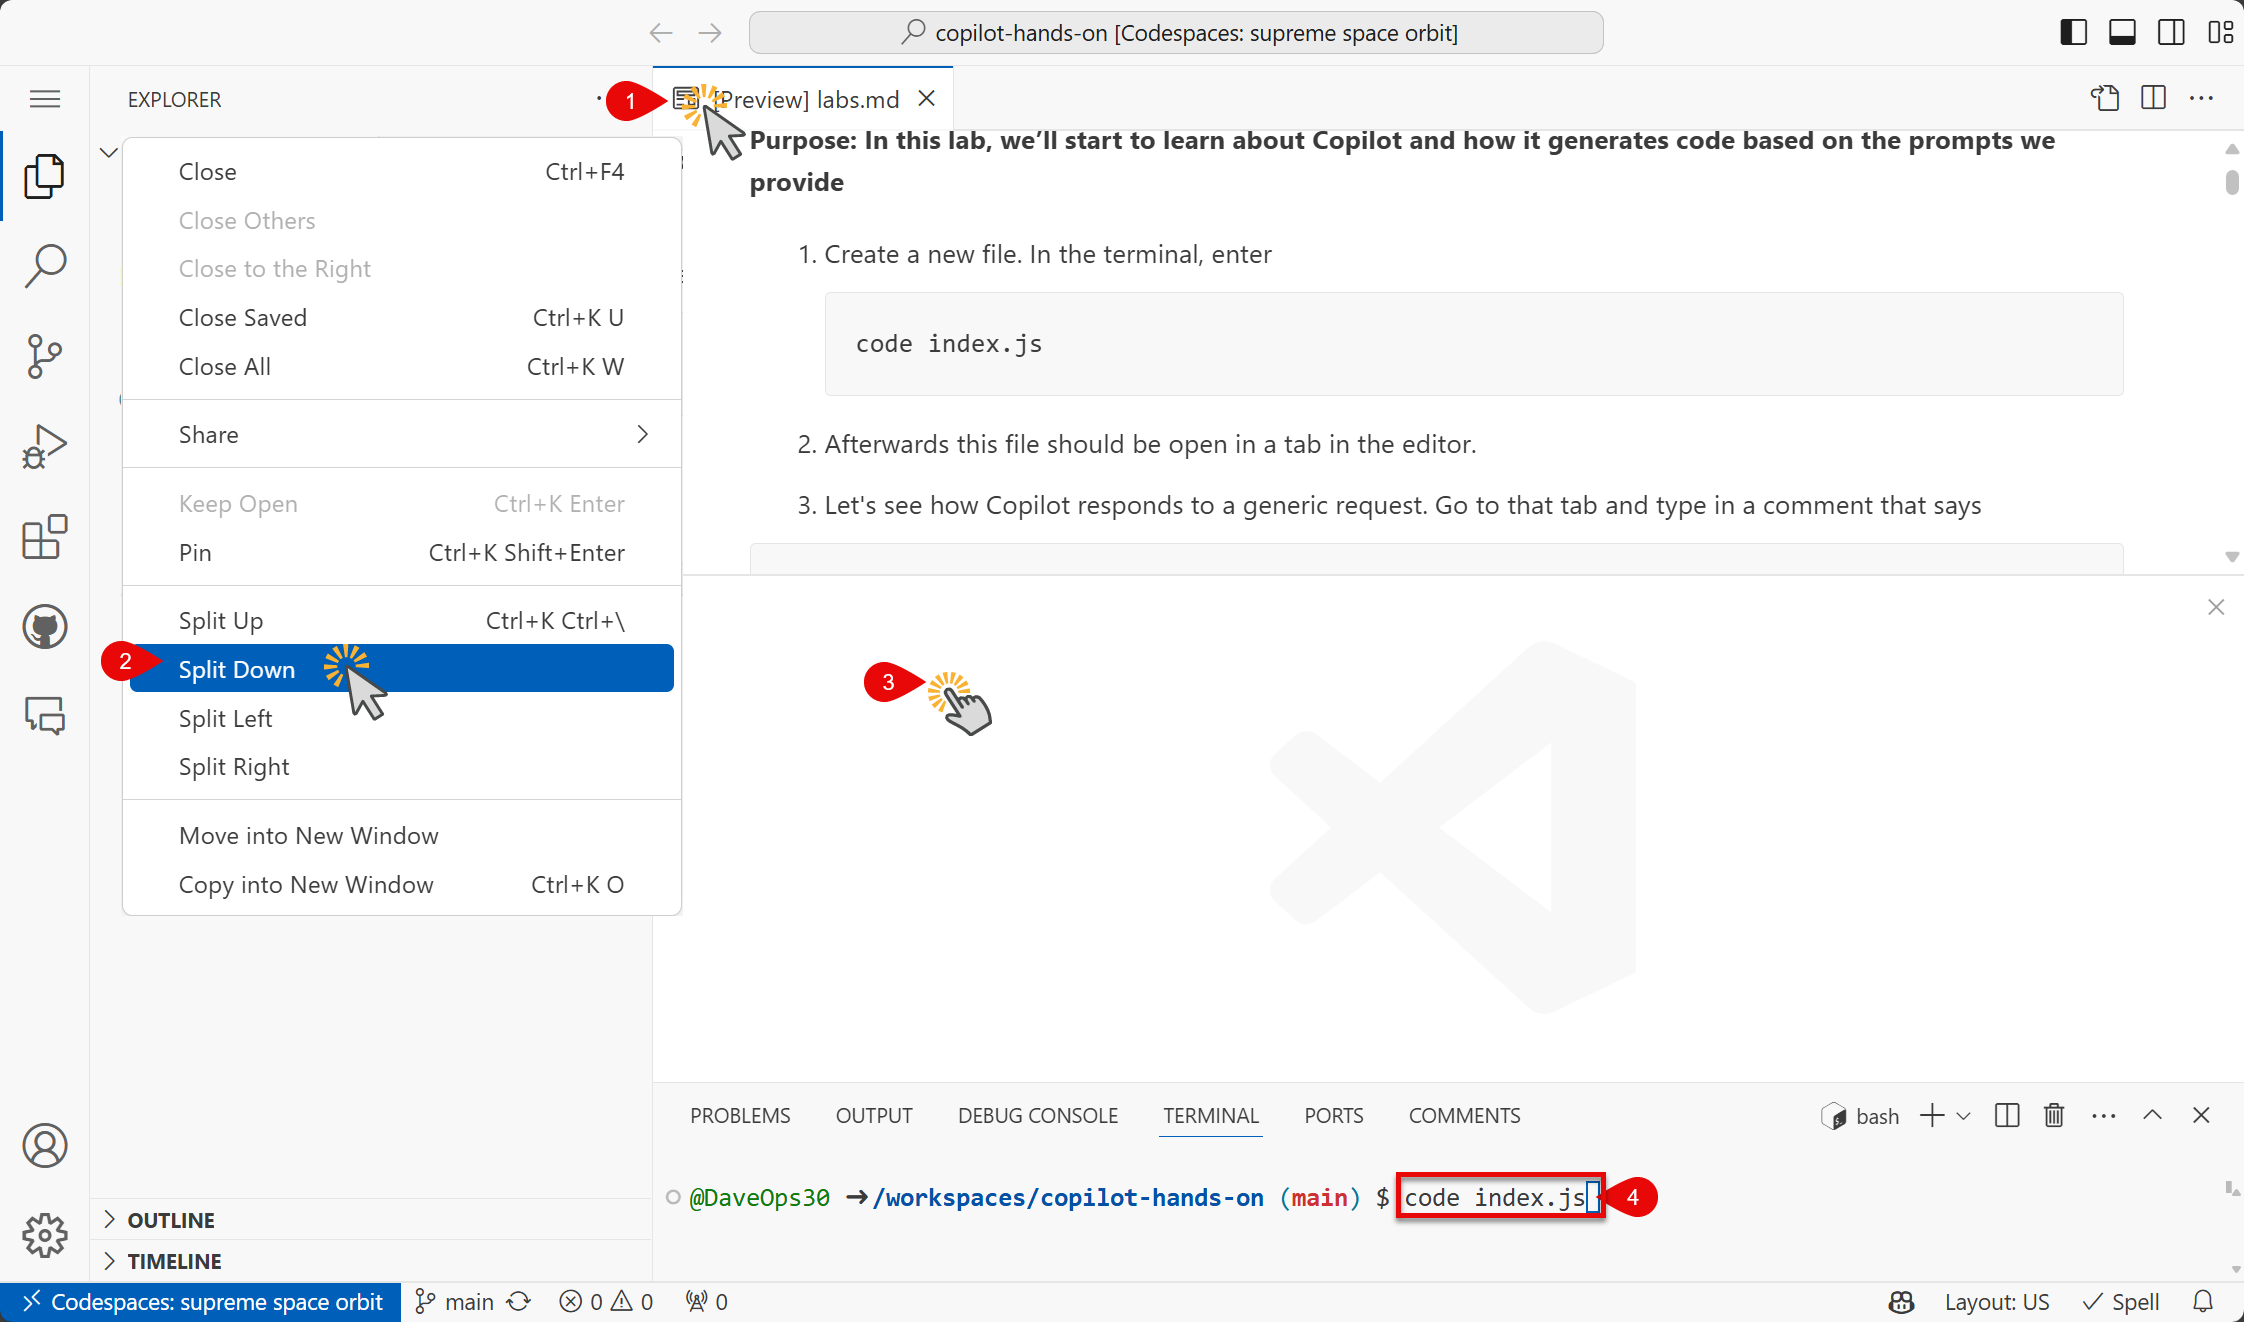 copilot-hands-on [Codespaces: supreme space orbit]
EXPLORER
1
[Preview] labs.md
Close Ctrl+F4
Close Others
Close to the Right
Close Saved Ctrl+K U
Close All Ctrl+K W
Share
Keep Open Ctrl+K Enter
Pin Ctrl+K Shift+Enter
Split Up Ctrl+K Ctrl+\
2
Split Down
Split Left
Split Right
Move into New Window
Copy into New Window Ctrl+K O
Purpose: In this lab, we’ll start to learn about Copilot and how it generates code based on the prompts we
provide
1. Create a new file. In the terminal, enter
code index.js
2. Afterwards this file should be open in a tab in the editor.
3. Let's see how Copilot responds to a generic request. Go to that tab and type in a comment that says
3
PROBLEMS OUTPUT DEBUG CONSOLE TERMINAL PORTS COMMENTS
bash
@DaveOps30 ➜/workspaces/copilot-hands-on (main) $ code index.js
4
OUTLINE
TIMELINE
Codespaces: supreme space orbit main 0 0 0 Layout: US Spell